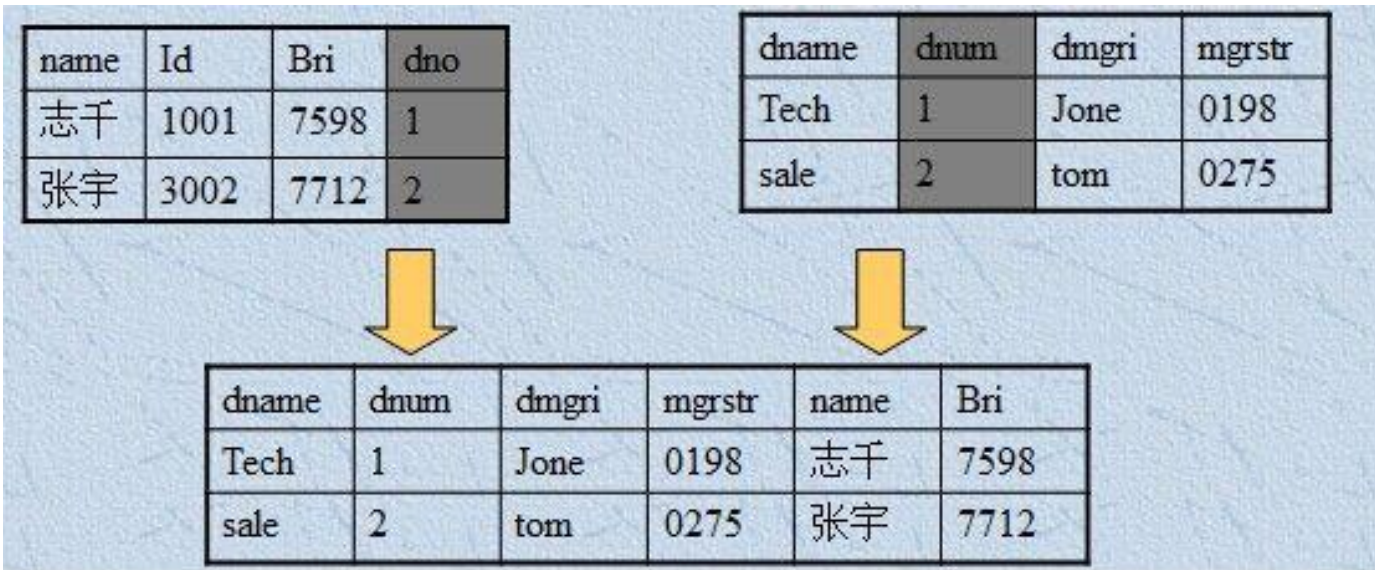 name Id Bri dno
志千 1001 7598 1
张宇 3002 7712 2
dname dnum dmgri mgrstr
Tech 1 Jone 0198
sale 2 tom 0275
dname dnum dmgri mgrstr name Bri
Tech 1 Jone 0198 志千 7598
sale 2 tom 0275 张宇 7712